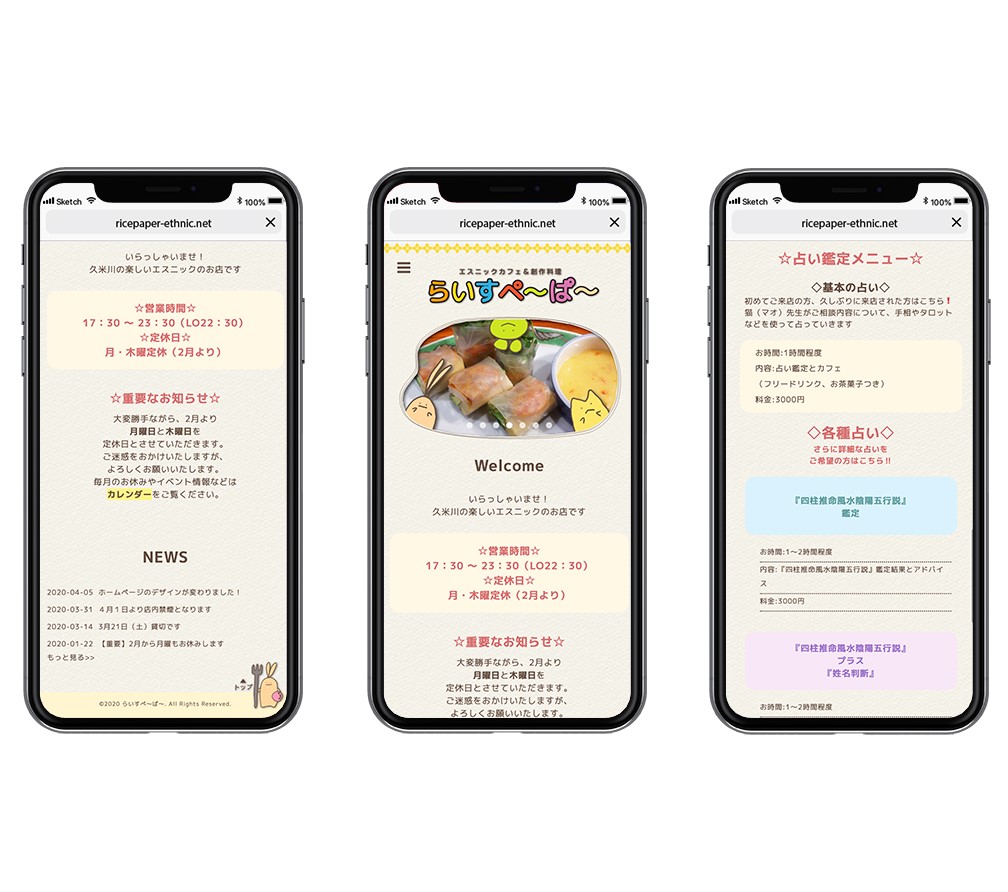 Sketch
100%
ricepaper-ethnic.net
いらっしゃいませ！
久米川の楽しいエスニックのお店です
☆営業時間☆
17：30 〜 23：30（LO22：30）
☆定休日☆
月・木曜定休（2月より）
☆重要なお知らせ☆
大変勝手ながら、2月より
月曜日と木曜日を
定休日とさせていただきます。
ご迷惑をおかけいたしますが、
よろしくお願いいたします。
毎月のお休みやイベント情報などは
カレンダーをご覧ください。
NEWS
2020-04-05 ホームページのデザインが変わりました！
2020-03-31 ４月１日より店内禁煙となります
2020-03-14 3月21日（土）貸切です
2020-01-22 【重要】2月から月曜もお休みします
もっと見る>>
トップ
©2020 らいすぺ〜ぱ〜. All Rights Reserved.
Sketch
100%
ricepaper-ethnic.net
エスニックカフェ＆創作料理
らいすぺ〜ぱ〜
Welcome
いらっしゃいませ！
久米川の楽しいエスニックのお店です
☆営業時間☆
17：30 〜 23：30（LO22：30）
☆定休日☆
月・木曜定休（2月より）
☆重要なお知らせ☆
大変勝手ながら、2月より
月曜日と木曜日を
定休日とさせていただきます。
ご迷惑をおかけいたしますが、
よろしくお願いいたします。
Sketch
100%
ricepaper-ethnic.net
☆占い鑑定メニュー☆
◇基本の占い◇
初めてご来店の方、久しぶりに来店された方はこちら❗
猫（マオ）先生がご相談内容について、手相やタロット
などを使って占っていきます
お時間:1時間程度
内容:占い鑑定とカフェ
（フリードリンク、お茶菓子つき）
料金:3000円
◇各種占い◇
さらに詳細な占いを
ご希望の方はこちら‼
『四柱推命風水陰陽五行説』
鑑定
お時間:1〜2時間程度
内容:『四柱推命風水陰陽五行説』鑑定結果とアドバイ
ス
料金:3000円
『四柱推命風水陰陽五行説』
プラス
『姓名判断』
お時間:1〜2時間程度